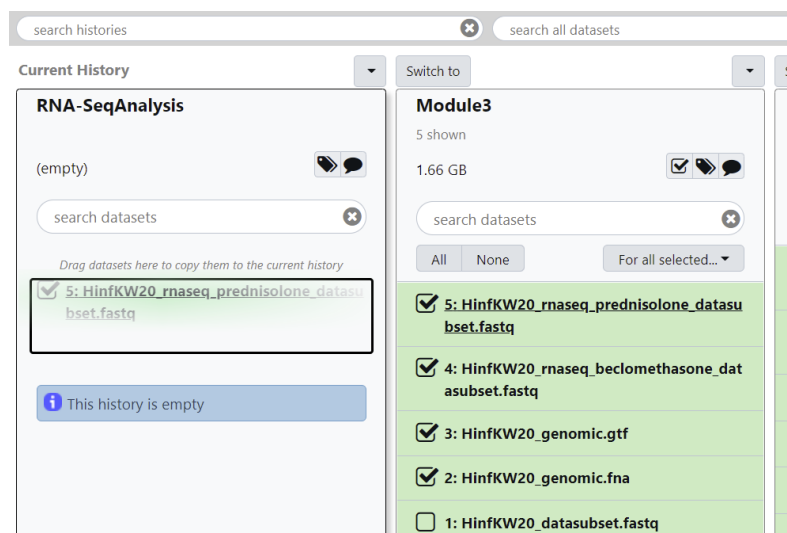 search histories
search all datasets
Current History
Switch to
RNA-SeqAnalysis
(empty)
search datasets
Drag datasets here to copy them to the current history
5: HinfKW20_rnaseq_prednisolone_datasu
bset.fastq
This history is empty
Module3
5 shown
1.66 GB
search datasets
All
None
For all selected...
5: HinfKW20_rnaseq_prednisolone_datasu
bset.fastq
4: HinfKW20_rnaseq_beclomethasone_dat
asubset.fastq
3: HinfKW20_genomic.gtf
2: HinfKW20_genomic.fna
1: HinfKW20_datasubset.fastq